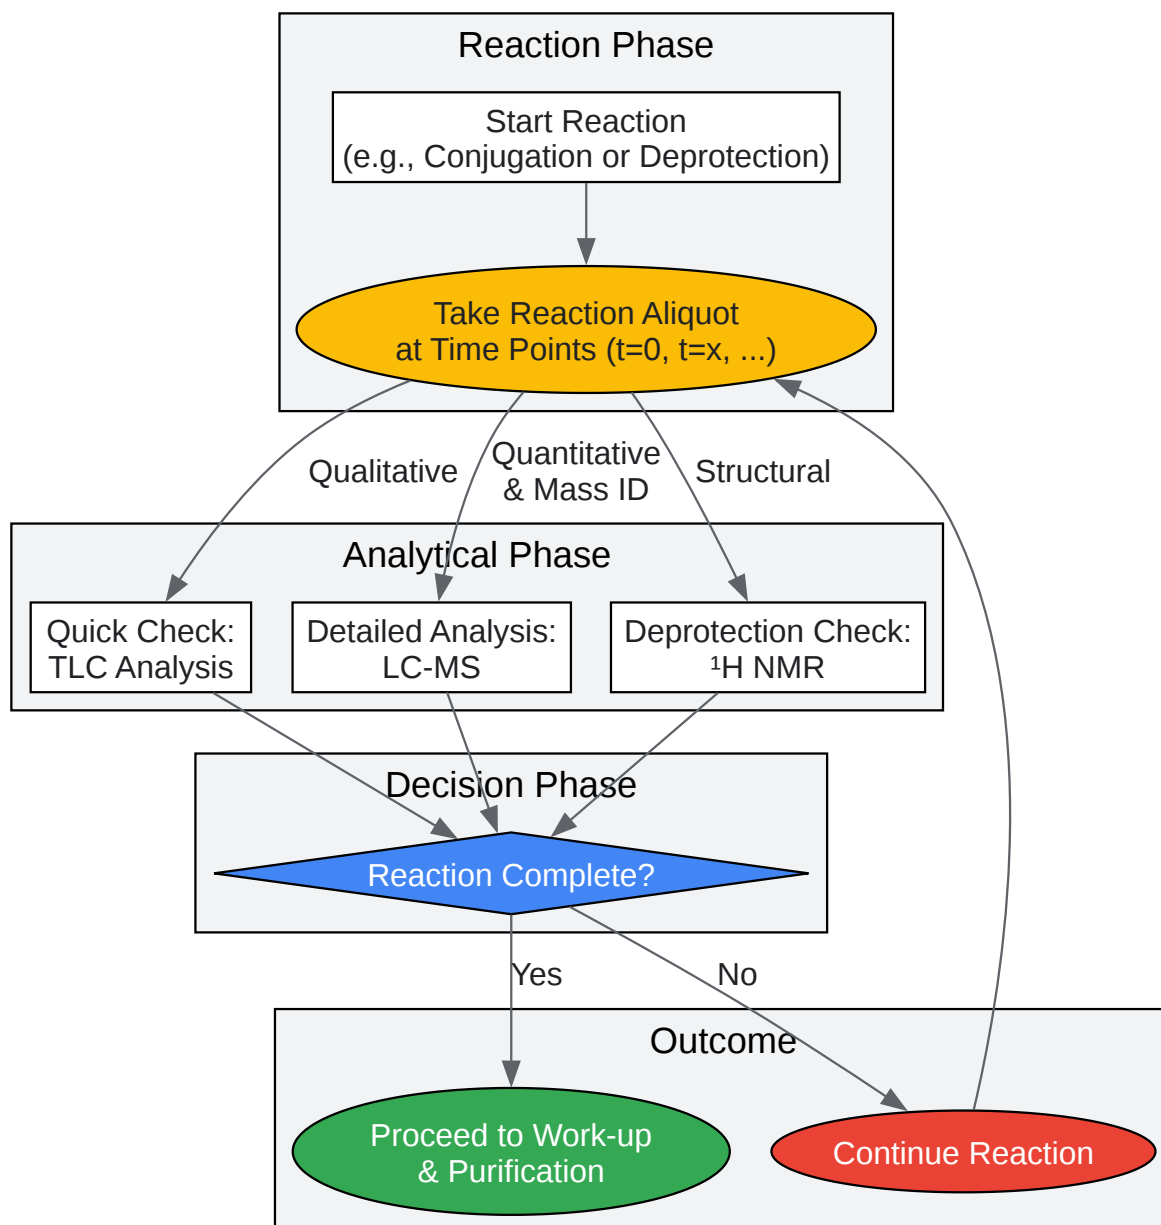 Reaction Phase
Start Reaction
(e.g., Conjugation or Deprotection)
Take Reaction Aliquot
at Time Points (t=0, t=x, ...)
Qualitative
Quantitative
& Mass ID
Structural
Analytical Phase
Quick Check:
TLC Analysis
Detailed Analysis:
LC-MS
Deprotection Check:
¹H NMR
Decision Phase
Reaction Complete?
Yes
No
Outcome
Proceed to Work-up
& Purification
Continue Reaction